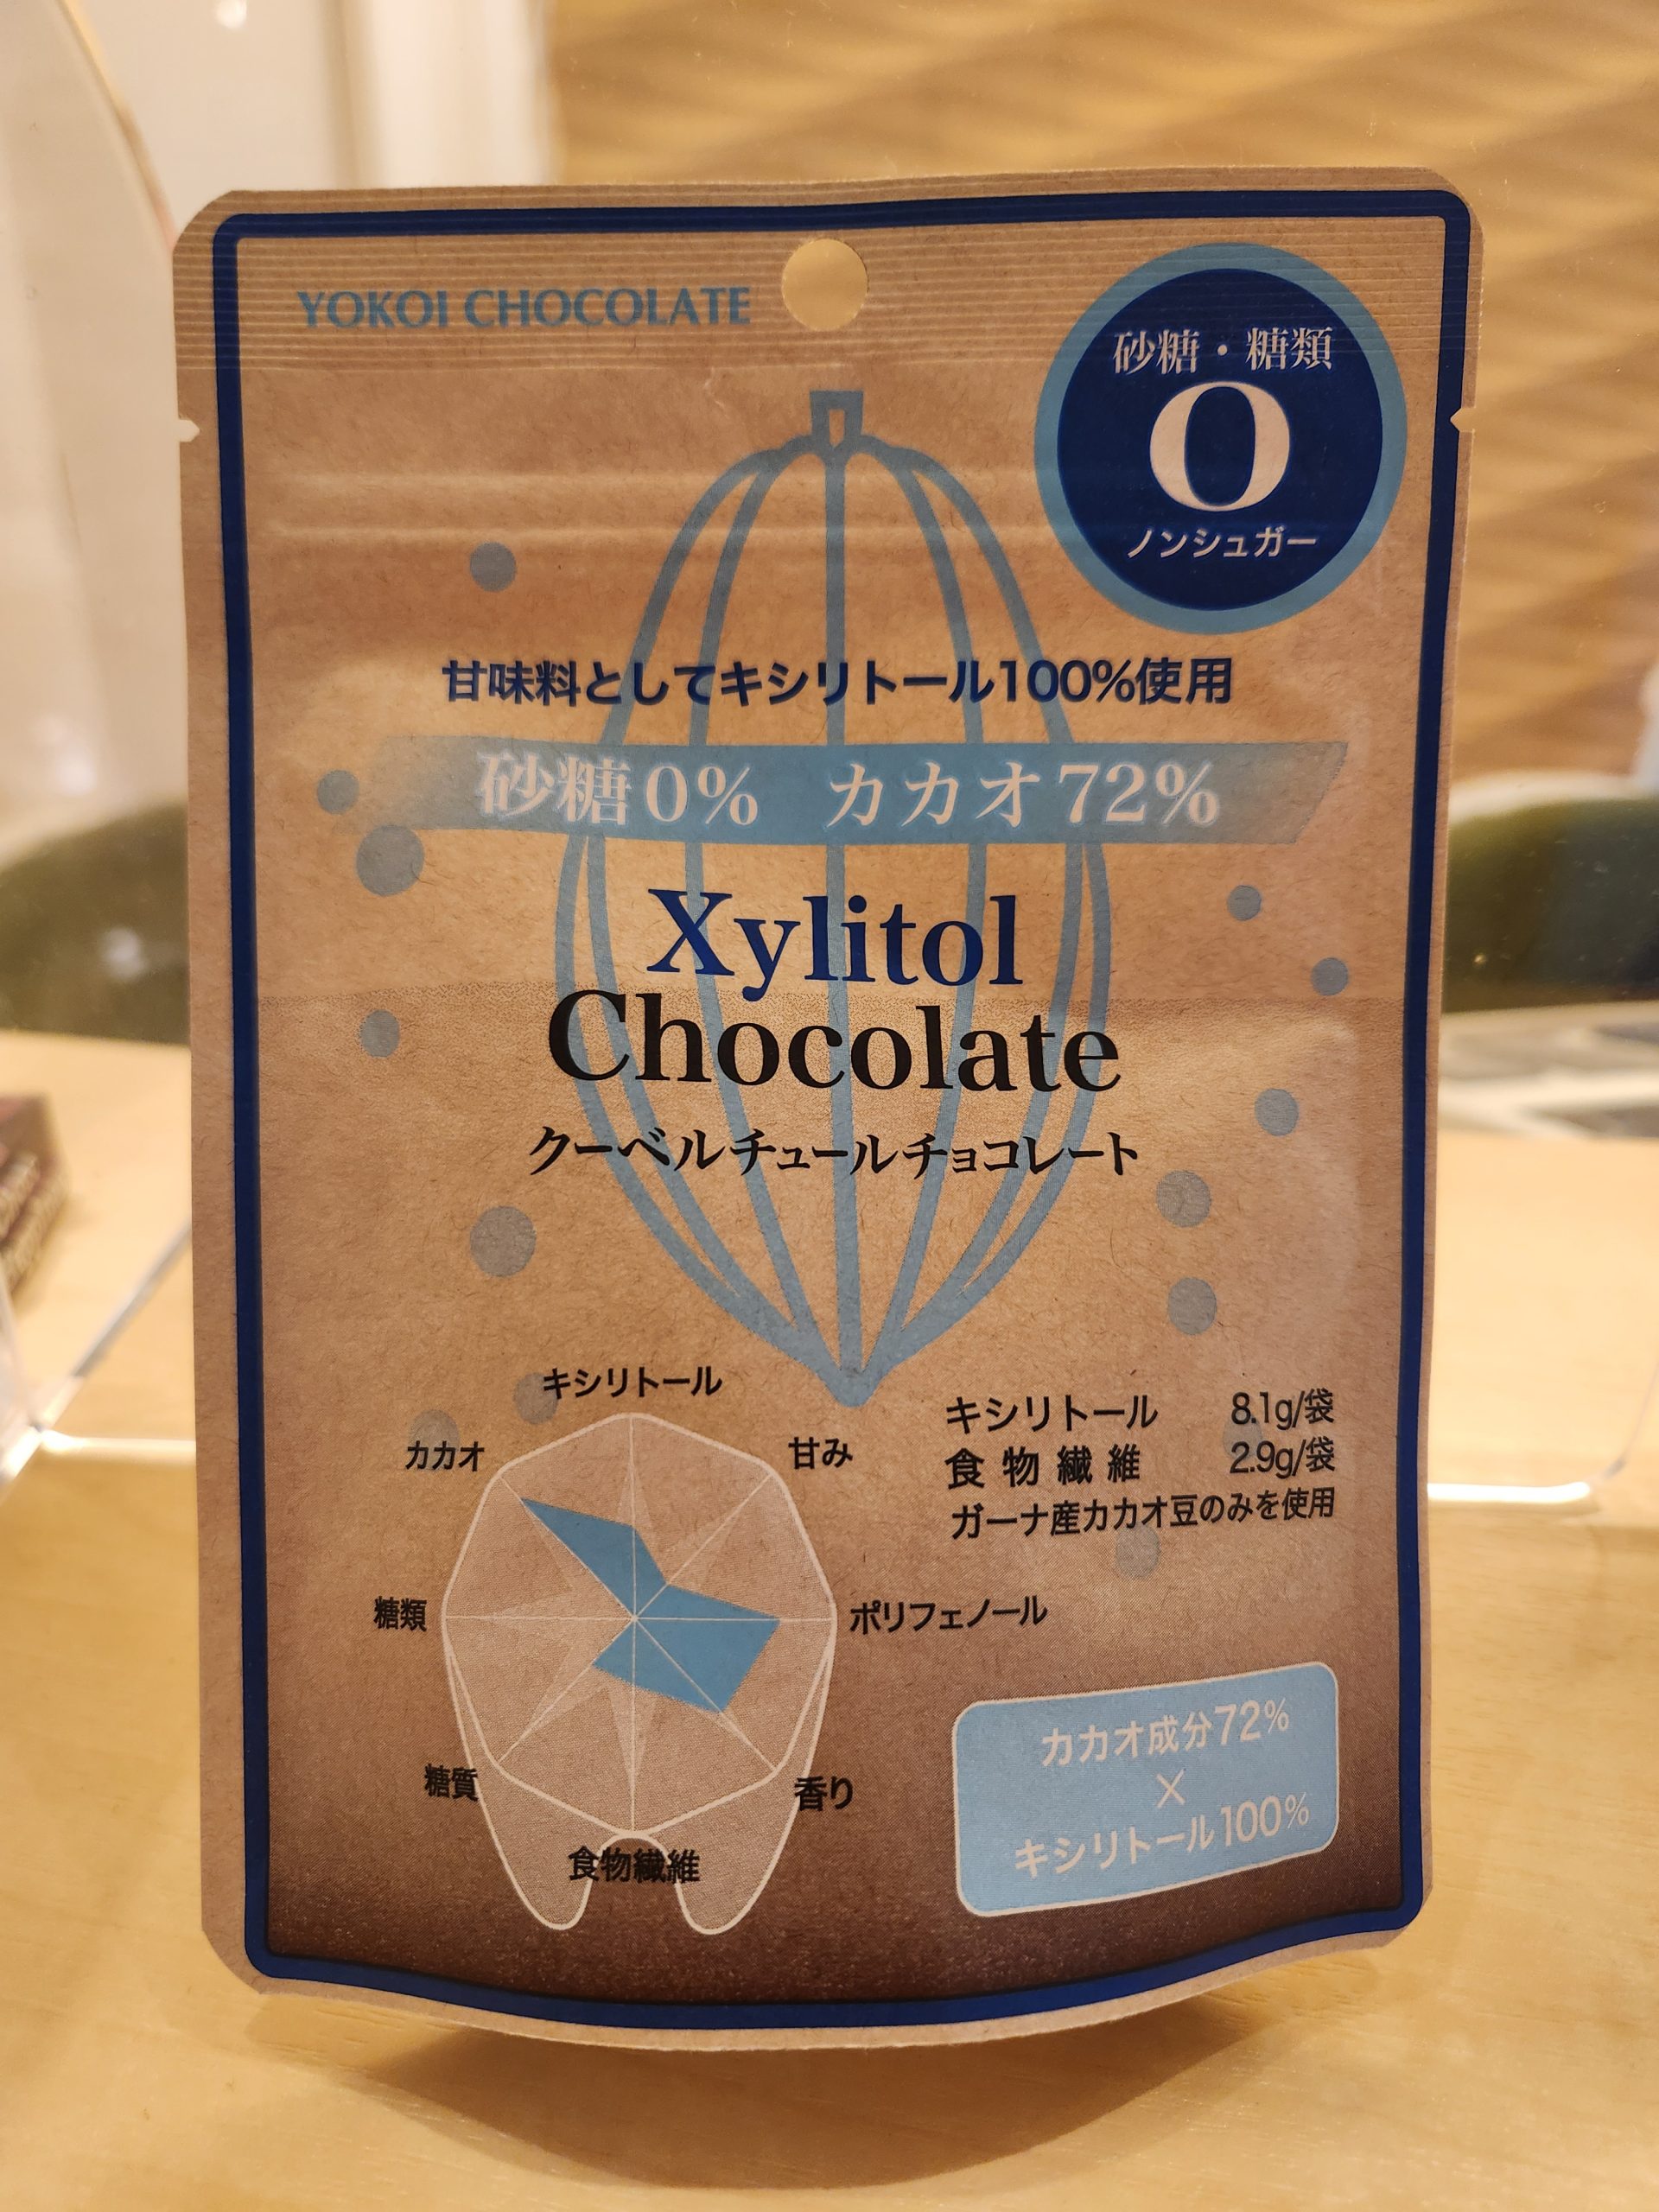 YOKOI CHOCOLATE
砂糖・糖類
0
ノンシュガー
甘味料としてキシリトール100%使用
砂糖0% カカオ72%
Xylitol
Chocolate
クーベルチュールチョコレート
キシリトール
カカオ
甘み
糖類
ポリフェノール
糖質
香り
食物繊維
キシリトール 8.1g/袋
食物繊維 2.9g/袋
ガーナ産カカオ豆のみを使用
カカオ成分72%
×
キシリトール100%